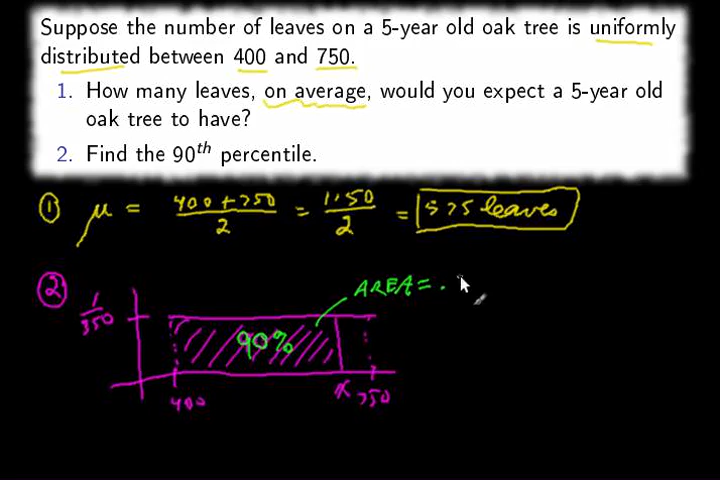 Suppose the number of leaves on a 5-year old oak tree is uniformly
distributed between 400 and 750.
1. How many leaves, on average, would you expect a 5-year old
oak tree to have?
2. Find the 90th percentile.
① μ = 400+750/2 = 1150/2 = 575 leaves
② 1/350
AREA = .
90%
400 x 750